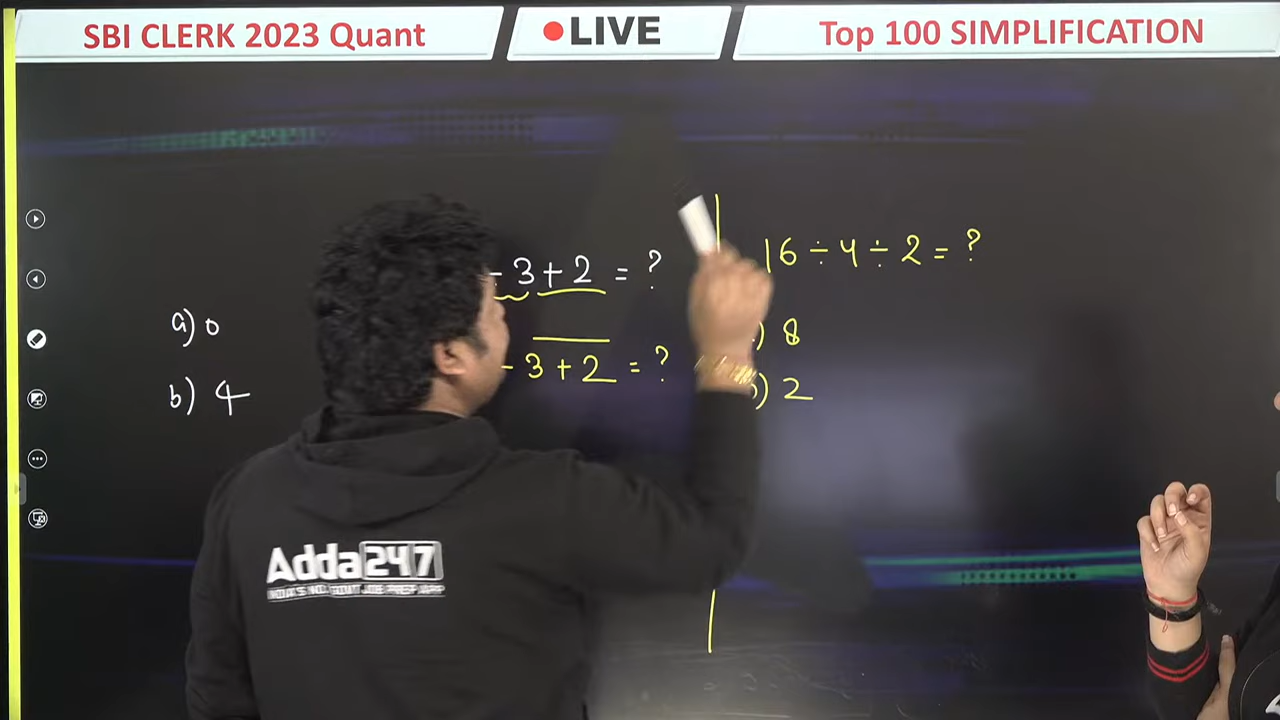 SBI CLERK 2023 Quant
LIVE
Top 100 SIMPLIFICATION
- 3 + 2 = ?
a) 0
b) 4
- 3 + 2 = ?
16 ÷ 4 ÷ 2 = ?
) 8
) 2
Adda247